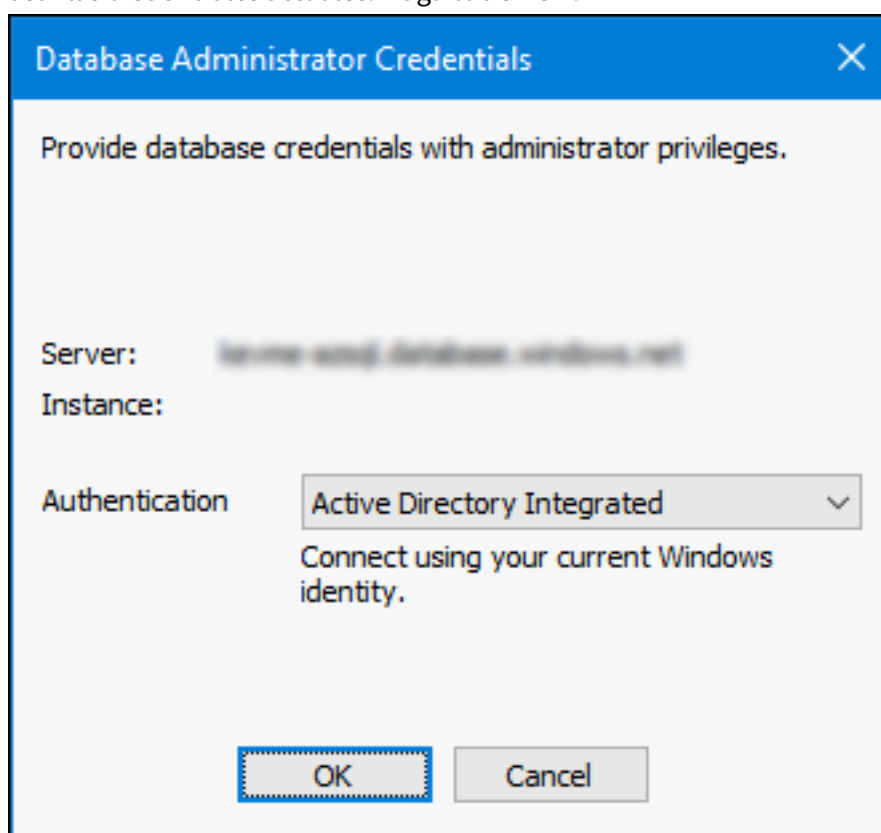 Database Administrator Credentials
Provide database credentials with administrator privileges.
Server:
Instance:
Authentication
Active Directory Integrated
Connect using your current Windows
identity.
OK
Cancel